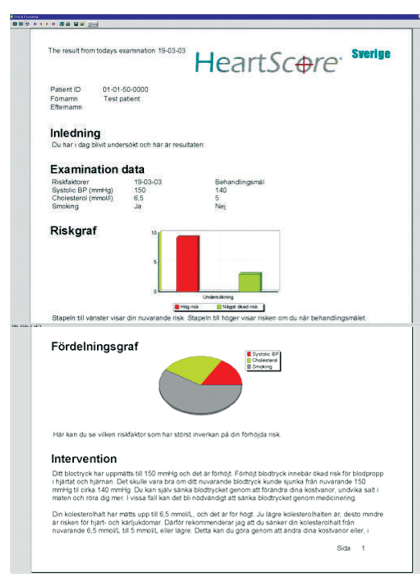 The result from todays examination 19-03-03
HeartScore
Sverige
Patient ID 01-01-50-0000
Förnamn Test patient
Efternamn
Inledning
Du har i dag blivit undersökt och här är resultaten:
Examination data
Riskfaktorer 19-03-03 Behandlingsmål
Systolic BP (mmHg) 150 140
Cholesterol (mmol/l) 6,5 5
Smoking Ja Nej
Riskgraf
10
5
0
Undersökning
Hög risk Något ökad risk
Stapeln till vänster visar din nuvarande risk. Stapeln till höger visar risken om du når behandlingsmålet.
Fördelningsgraf
Systolic BP
Cholesterol
Smoking
Här kan du se vilken riskfaktor som har störst inverkan på din förhöjda risk.
Intervention
Ditt bloctryck har uppmätts till 150 mmHg och det är förhöjt. Förhöjt blodtryck innebär ökad risk för blodpropp
i hjärtat och hjärnan. Det skulle vara bra om ditt nuvarande blodtryck kunde sjunka från nuvarande 150
mmHg til cirka 140 mmHg. Du kan själv sänka blodtrycket genom att förändra dina kostvanor, undvika salt i
maten och röra dig mer. I vissa fall kan det bli nödvändigt att sänka blodtrycket genom medicinering.
Din kolesterolhalt har mätts upp till 6,5 mmol/L, och det är för högt. Ju lägre kolesterolhalten är, desto mindre
är risken för hjärt- och kärlsjukdomar. Därför rekommenderar jag att du sänker din kolesterolhalt från
nuvarande 6,5 mmol/L till 5 mmol/L eller lägre. Detta kan du göra genom att ändra dina kostvanor eller, i
Sida 1